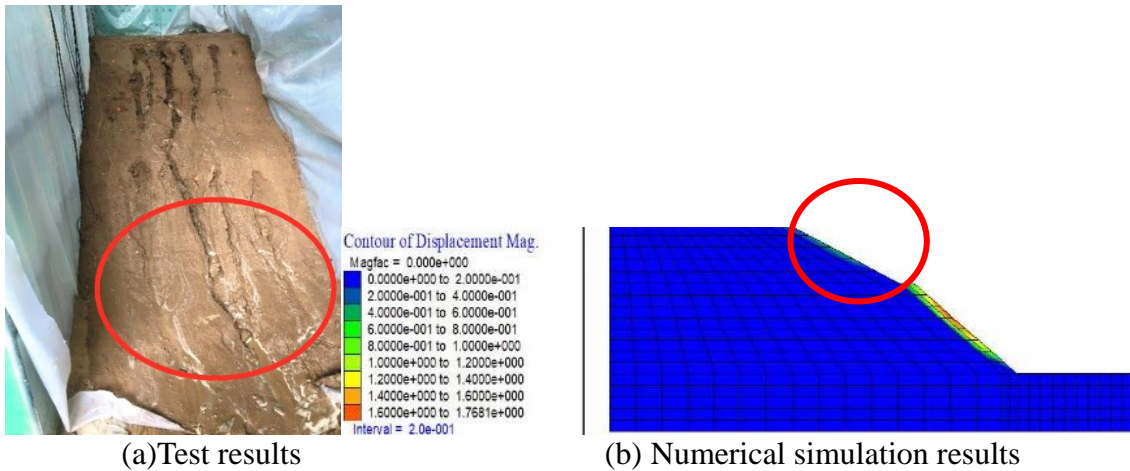 Contour of Displacement Mag.
Magfac = 0.000e+000
0.0000e+000 to 2.0000e-001
2.0000e-001 to 4.0000e-001
4.0000e-001 to 6.0000e-001
6.0000e-001 to 8.0000e-001
8.0000e-001 to 1.0000e+000
1.0000e+000 to 1.2000e+000
1.2000e+000 to 1.4000e+000
1.4000e+000 to 1.6000e+000
1.6000e+000 to 1.7681e+000
Interval = 2.0e-001
(a)Test results
(b) Numerical simulation results